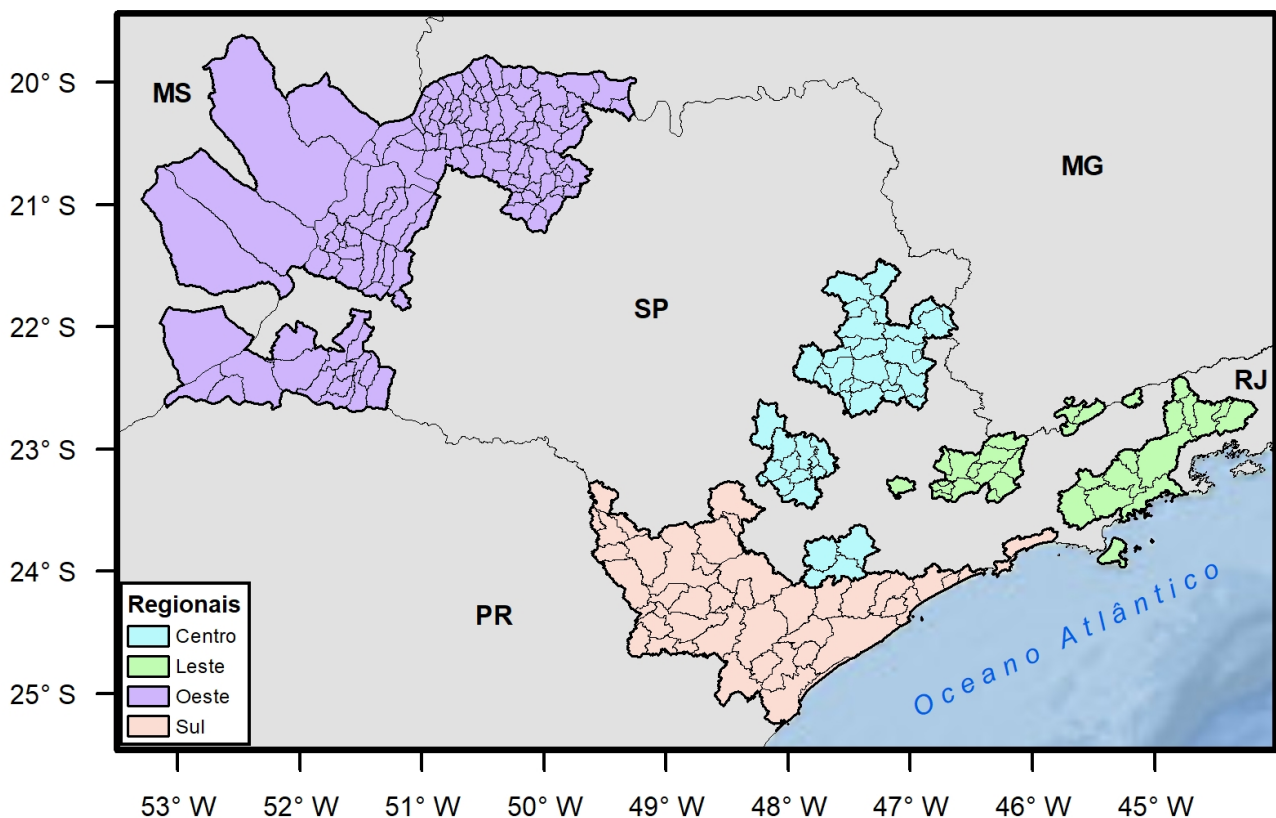 20° S
21° S
22° S
23° S
24° S
25° S
MS
MG
SP
RJ
PR
Oceano Atlântico
Regionais
Centro
Leste
Oeste
Sul
53° W
52° W
51° W
50° W
49° W
48° W
47° W
46° W
45° W